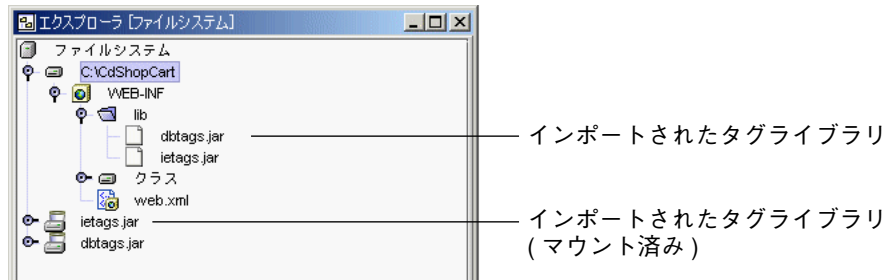 エクスプローラ [ファイルシステム]
ファイルシステム
C:\CdShopCart
WEB-INF
lib
dbtags.jar
インポートされたタグライブラリ
ietags.jar
クラス
web.xml
ietags.jar
インポートされたタグライブラリ
( マウント済み )
dbtags.jar